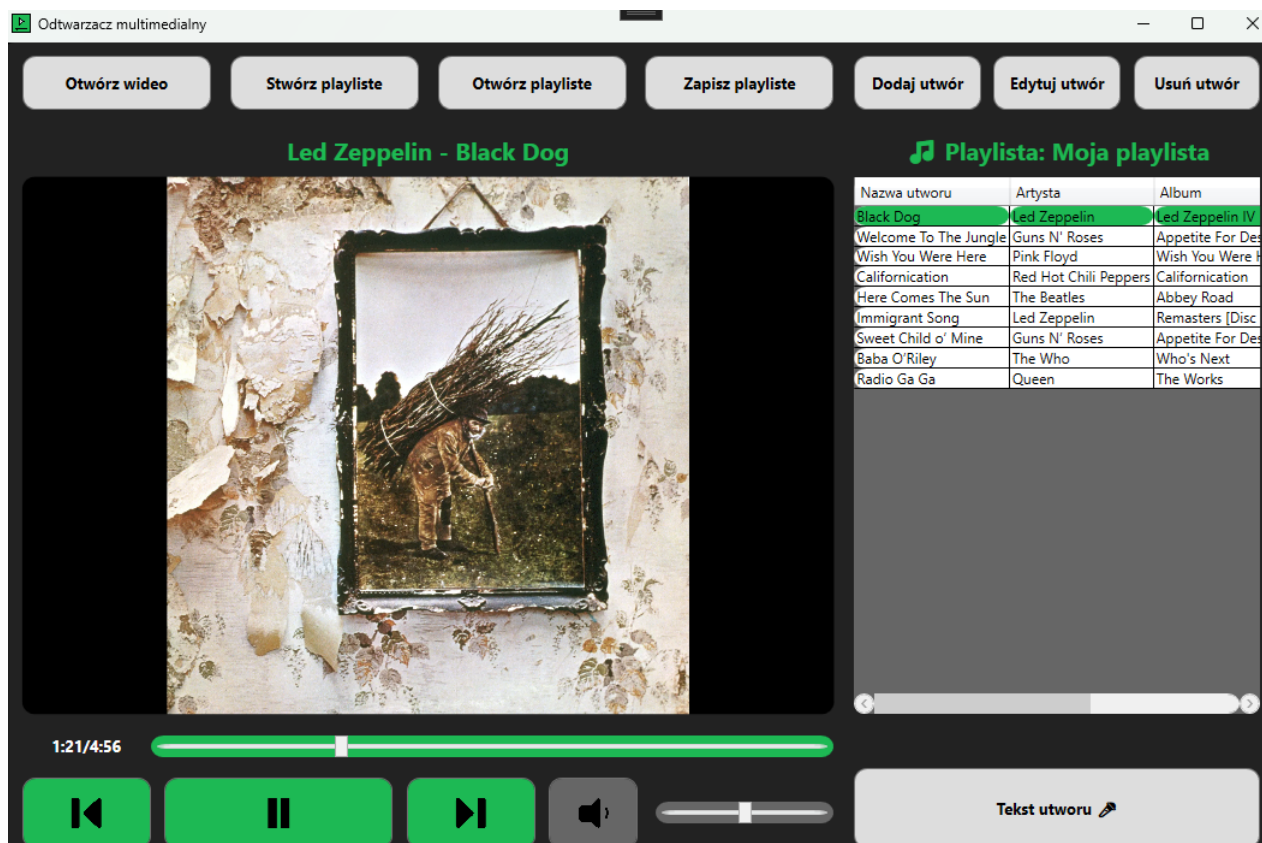 Odtwarzacz multimedialny
Otwórz wideo Stwórz playliste Otwórz playliste Zapisz playliste Dodaj utwór Edytuj utwór Usuń utwór
Led Zeppelin - Black Dog
Playlista: Moja playlista
Nazwa utworu Artysta Album
Black Dog Led Zeppelin Led Zeppelin IV
Welcome To The Jungle Guns N' Roses Appetite For Des
Wish You Were Here Pink Floyd Wish You Were H
Californication Red Hot Chili Peppers Californication
Here Comes The Sun The Beatles Abbey Road
Immigrant Song Led Zeppelin Remasters [Disc
Sweet Child o’ Mine Guns N' Roses Appetite For Des
Baba O’Riley The Who Who's Next
Radio Ga Ga Queen The Works
1:21/4:56
Tekst utworu